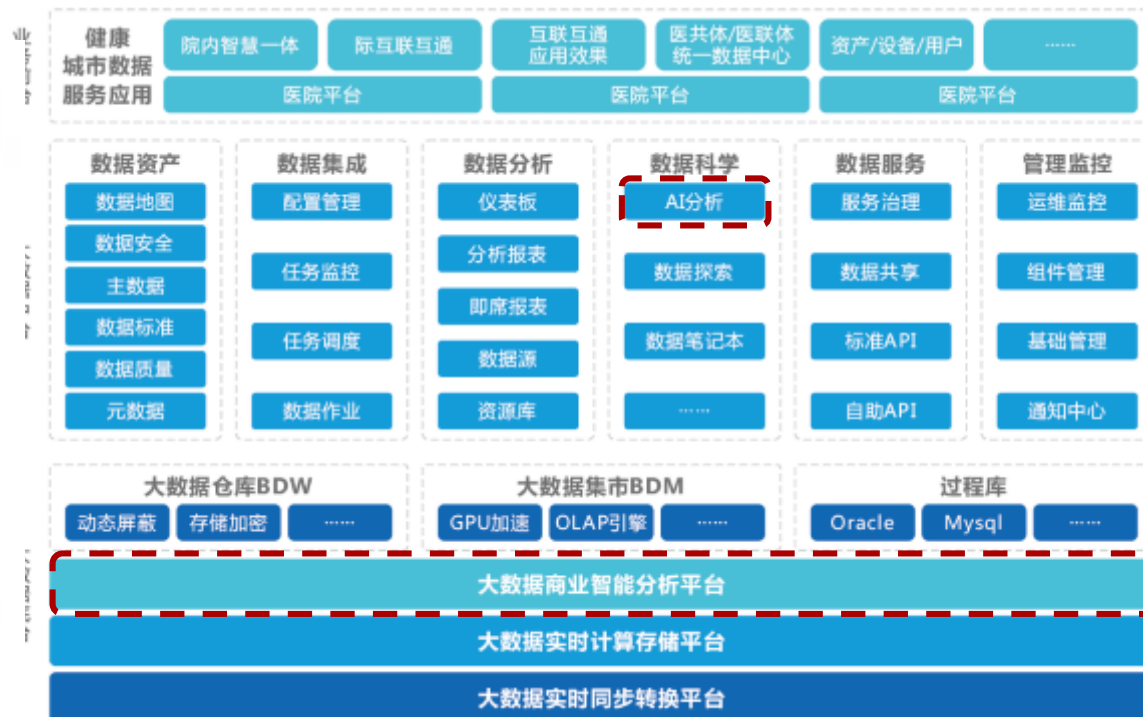 健康
城市数据
服务应用
院内智慧一体
际互联互通
互联互通
应用效果
医共体/医联体
统一数据中心
资产/设备/用户
……
医院平台
医院平台
医院平台
数据资产
数据地图
数据安全
主数据
数据标准
数据质量
元数据
数据集成
配置管理
任务监控
任务调度
数据作业
数据分析
仪表板
分析报表
即席报表
数据源
资源库
数据科学
AI分析
数据探索
数据笔记本
……
数据服务
服务治理
数据共享
标准API
自助API
管理监控
运维监控
组件管理
基础管理
通知中心
大数据仓库BDW
动态屏蔽
存储加密
……
大数据集市BDM
GPU加速
OLAP引擎
……
过程库
Oracle
Mysql
……
大数据商业智能分析平台
大数据实时计算存储平台
大数据实时同步转换平台